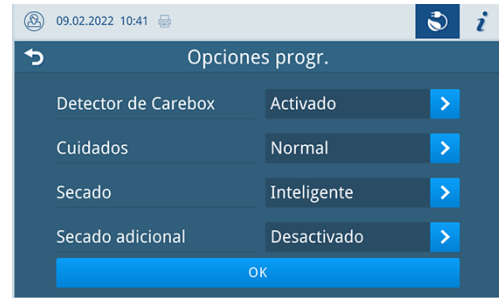 09.02.2022 10:41
i
Opciones progr.
Detector de Carebox Activado
Cuidados Normal
Secado Inteligente
Secado adicional Desactivado
OK